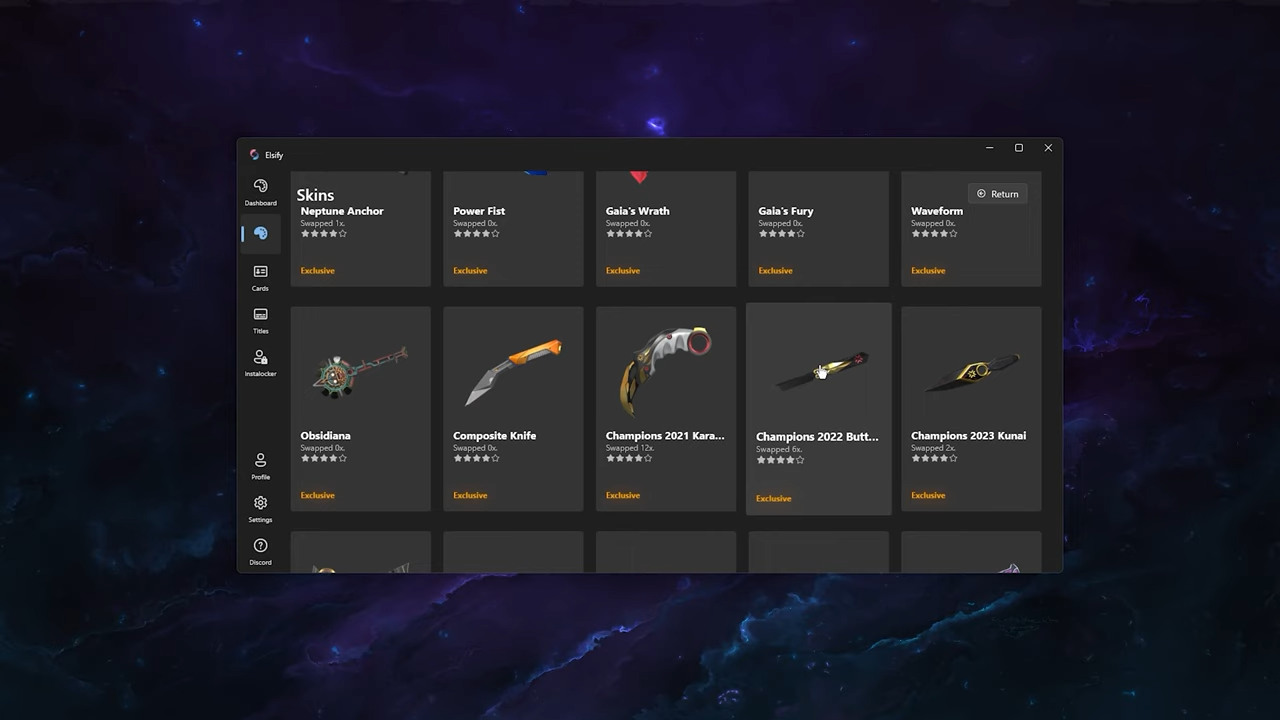 Elsify
Dashboard
Cards
Titles
Instalocker
Profile
Settings
Discord
Skins
Return
Neptune Anchor
Swapped 1x.
Exclusive
Power Fist
Swapped 0x.
Exclusive
Gaia's Wrath
Swapped 0x.
Exclusive
Gaia's Fury
Swapped 0x.
Exclusive
Waveform
Swapped 0x.
Exclusive
Obsidiana
Swapped 0x.
Exclusive
Composite Knife
Swapped 0x.
Exclusive
Champions 2021 Kara...
Swapped 12x.
Exclusive
Champions 2022 Butt...
Swapped 6x.
Exclusive
Champions 2023 Kunai
Swapped 2x.
Exclusive